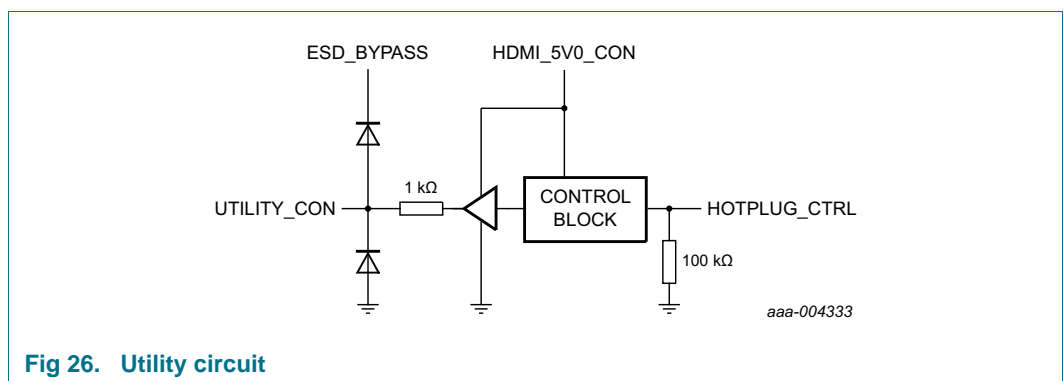 ESD_BYPASS HDMI_5V0_CON
UTILITY_CON 1 kΩ CONTROL BLOCK HOTPLUG_CTRL
100 kΩ
aaa-004333
Fig 26. Utility circuit